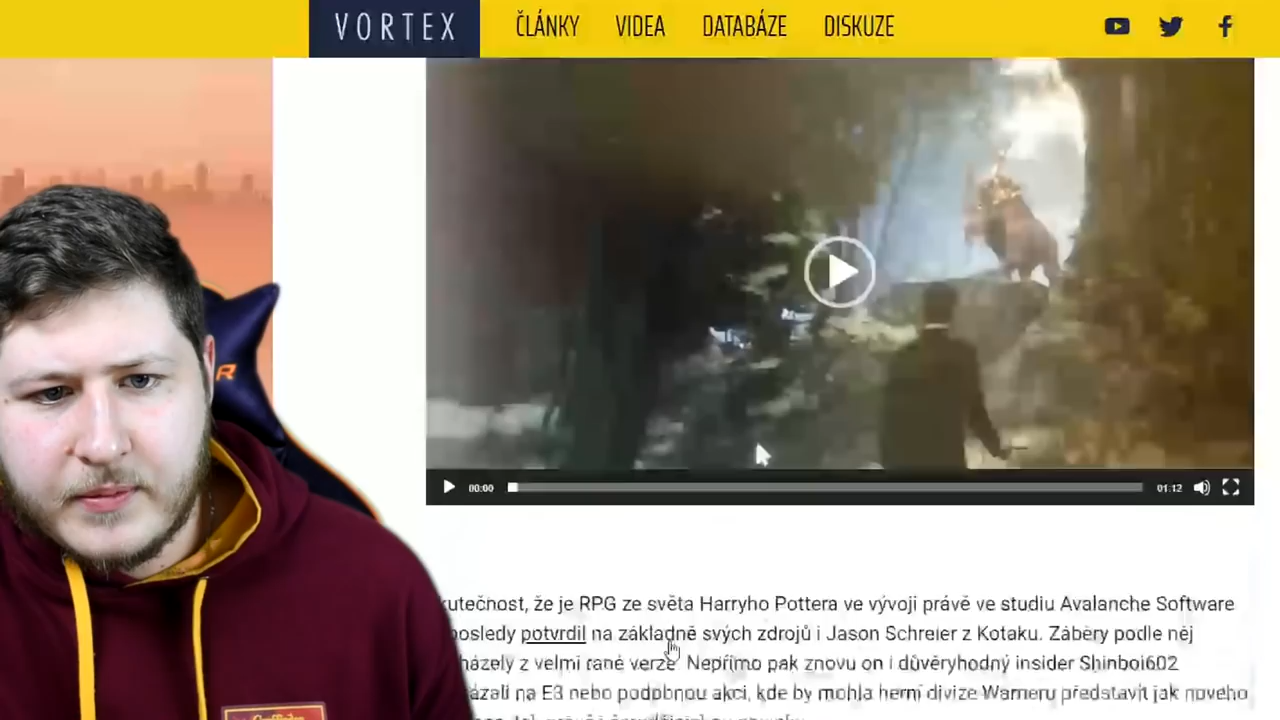 VORTEX ČLÁNKY VIDEA DATABÁZE DISKUZE
R
00:00 01:12
kutečnost, že je RPG ze světa Harryho Pottera ve vývoji právě ve studiu Avalanche Software
posledy potvrdil na základně svých zdrojů i Jason Schreier z Kotaku. Záběry podle něj
házely z velmi rané verze. Nepřímo pak znovu on i důvěryhodný insider Shinboi602
ázali na E3 nebo podobnou akci, kde by mohla herní divize Warneru představit jak nového
Gryffindor